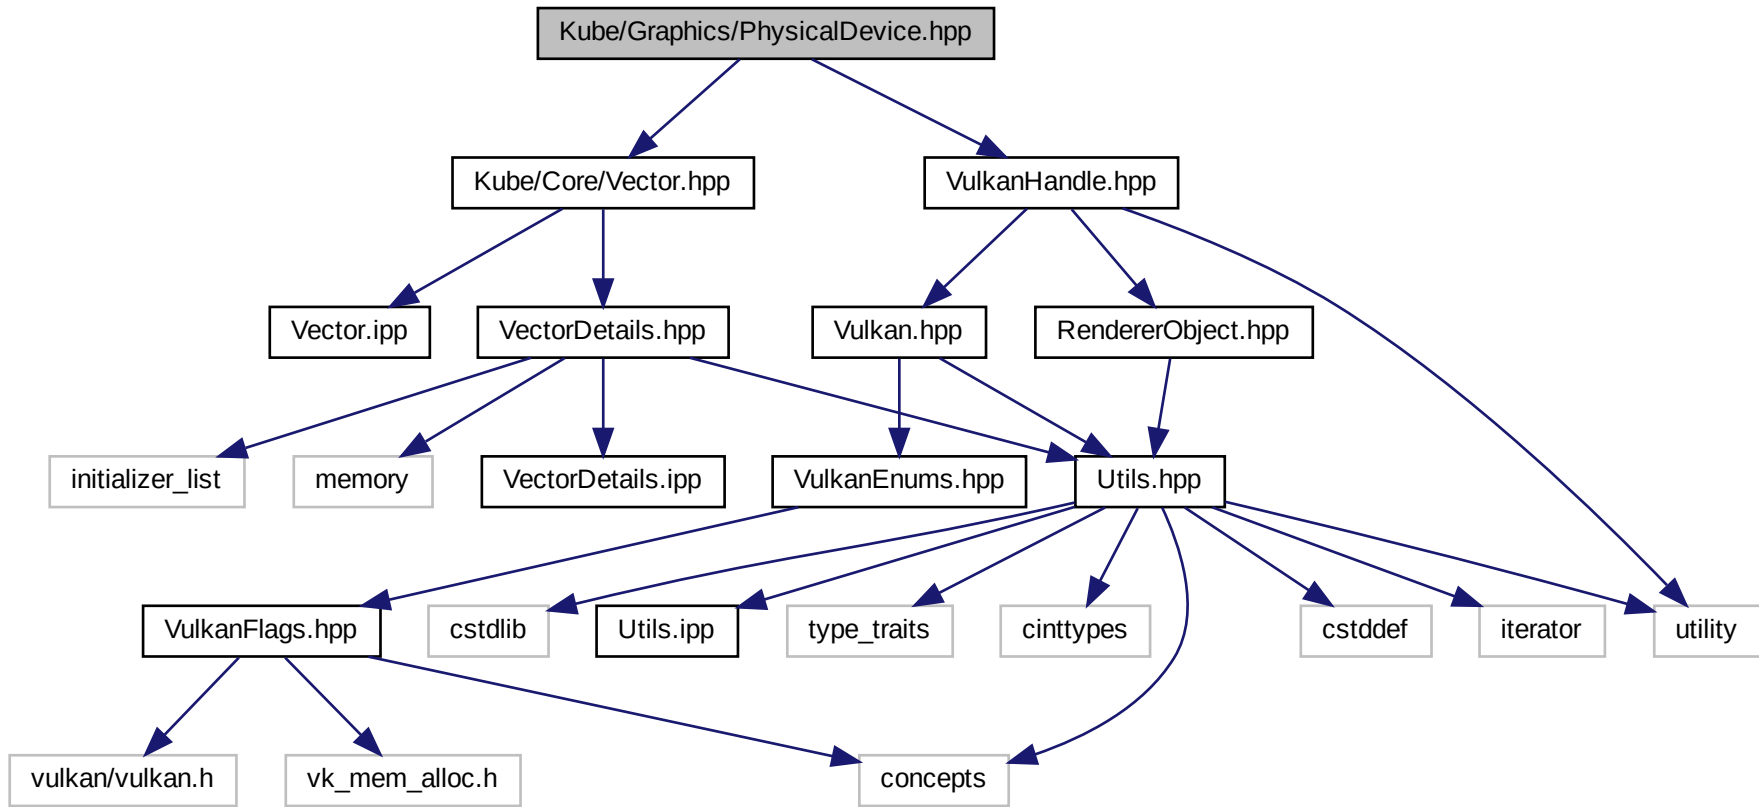 Kube/Graphics/PhysicalDevice.hpp
Kube/Core/Vector.hpp
VulkanHandle.hpp
Vector.ipp
VectorDetails.hpp
Vulkan.hpp
RendererObject.hpp
initializer_list
memory
VectorDetails.ipp
VulkanEnums.hpp
Utils.hpp
VulkanFlags.hpp
cstdlib
Utils.ipp
type_traits
cinttypes
cstddef
iterator
utility
vulkan/vulkan.h
vk_mem_alloc.h
concepts